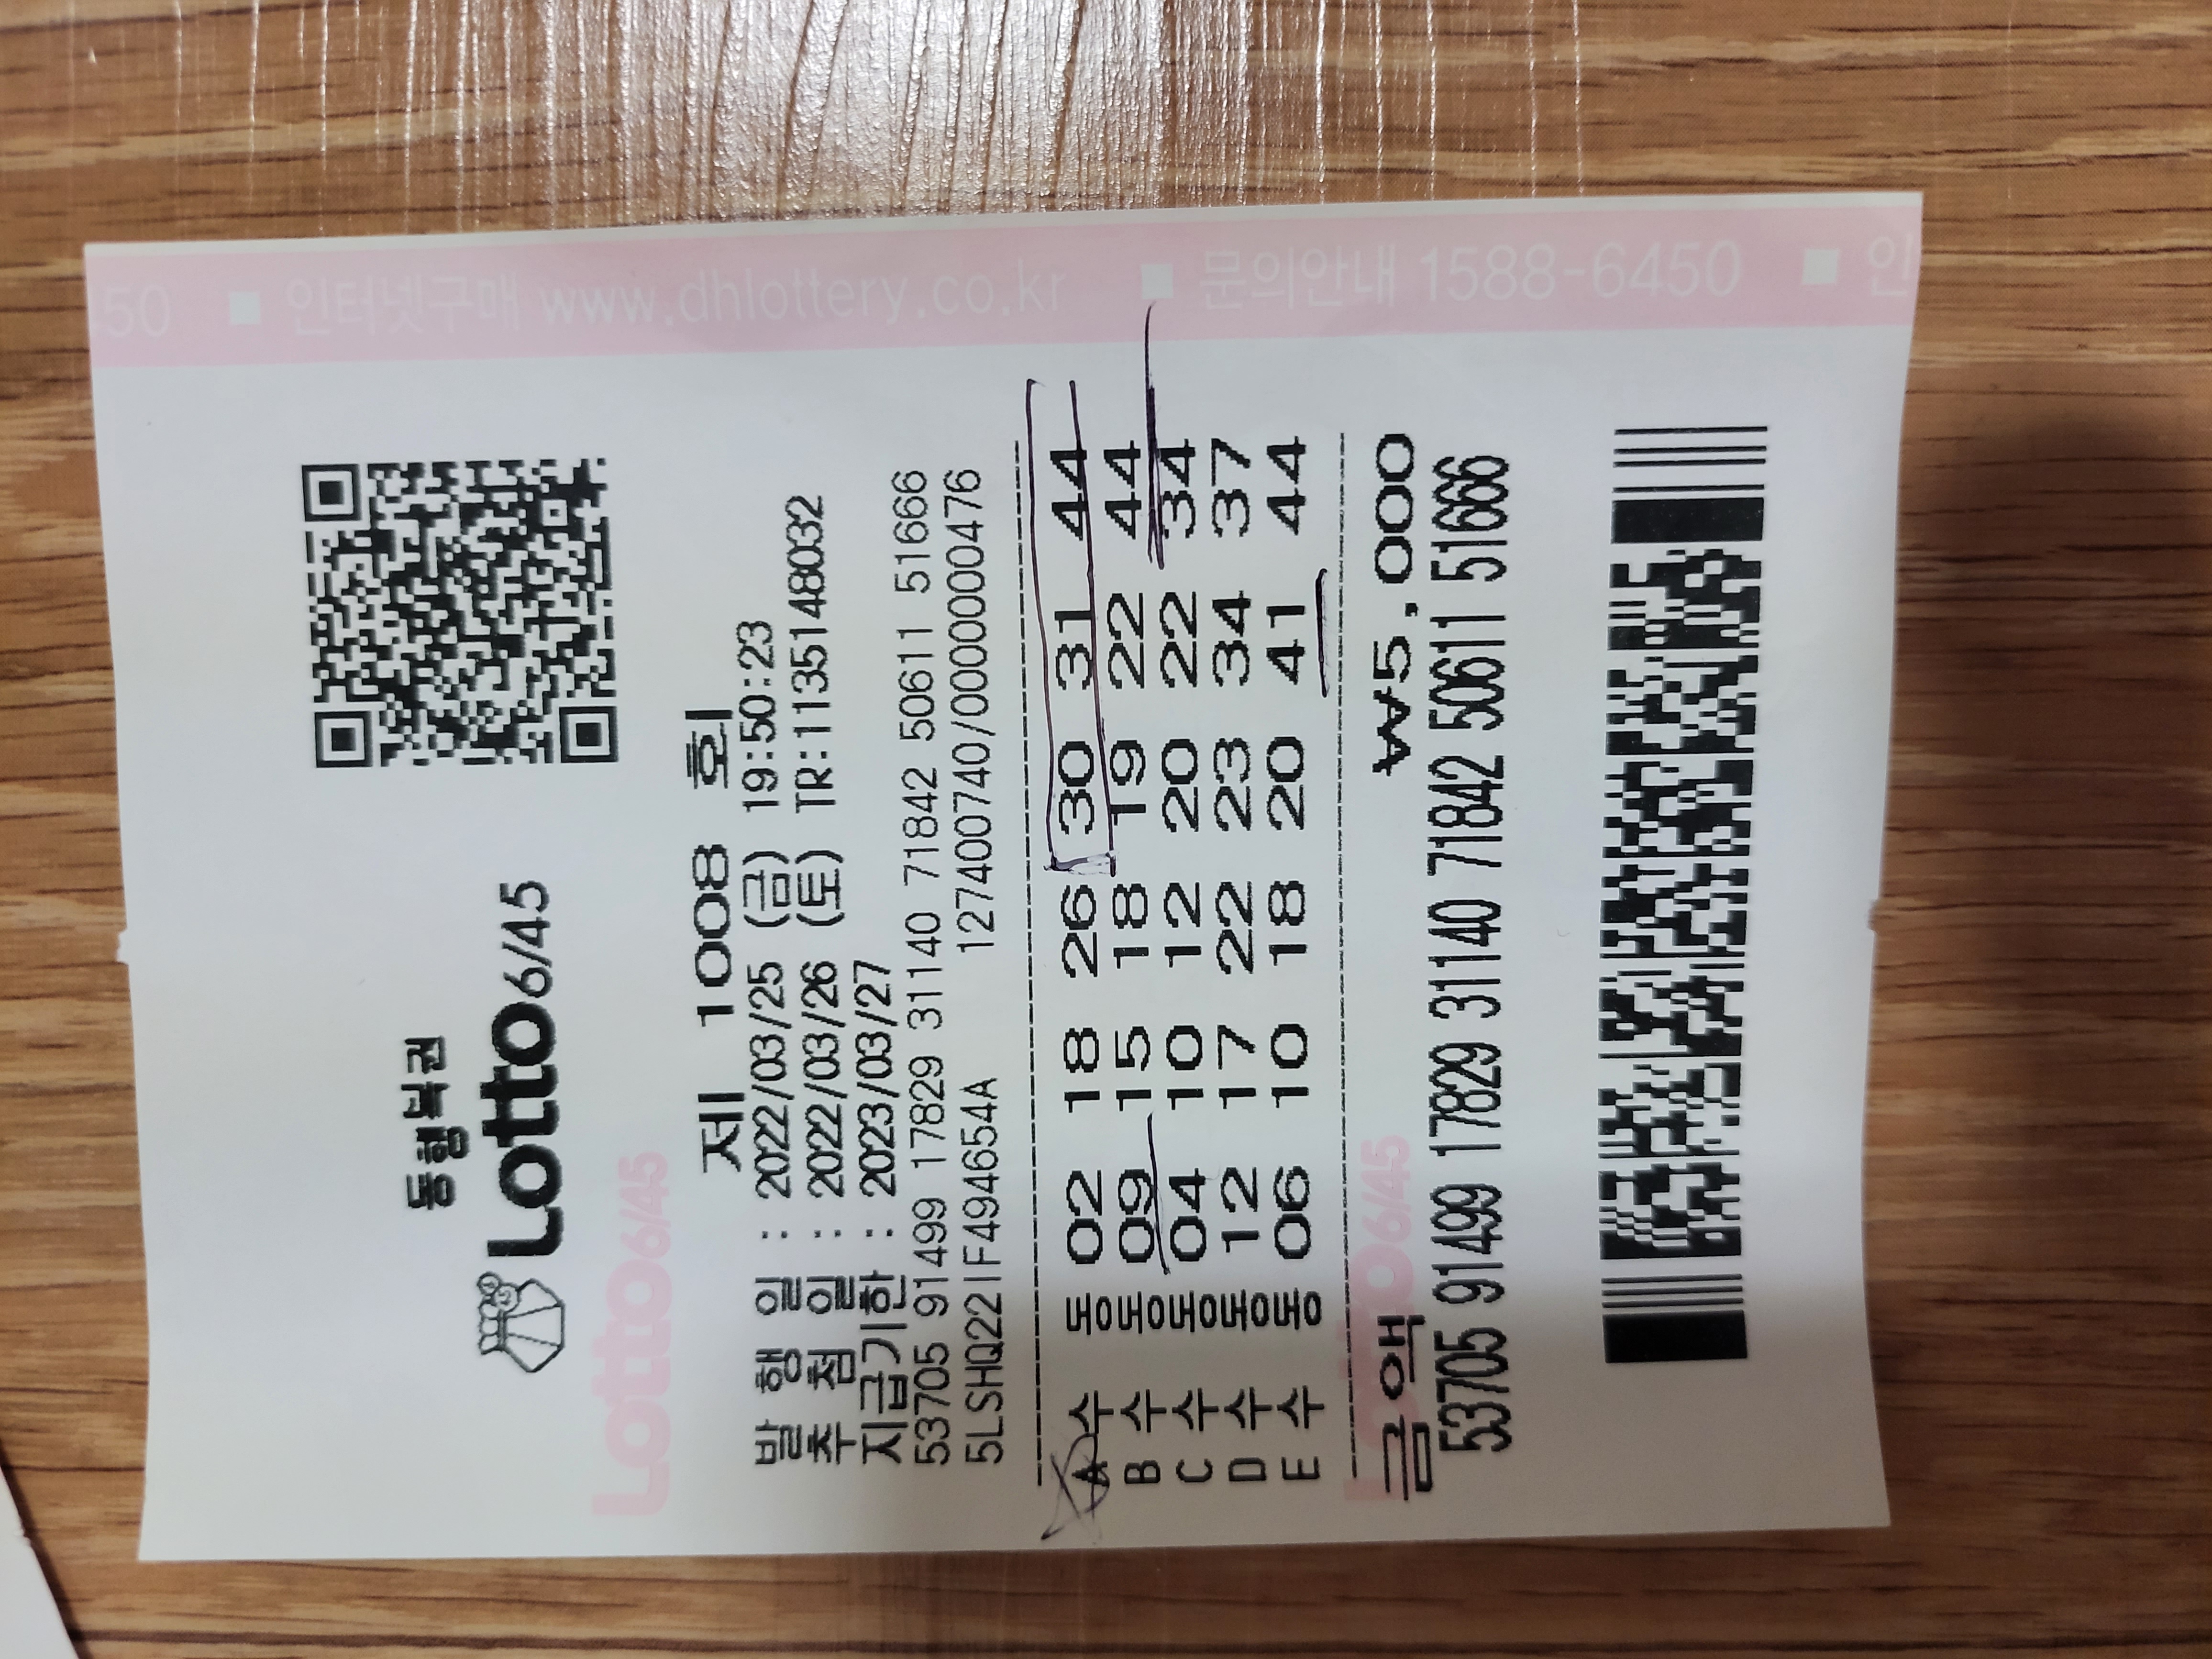 50 ■ 인터넷구매 www.dhlottery.co.kr ■ 문의안내 1588-6450 ■ 인
동행복권
Lotto6/45
Lotto6/45
제 1008 회
발 행 일 : 2022/03/25 (금) 19:50:23
추 첨 일 : 2022/03/26 (토) TR:1135148032
지급기한 : 2023/03/27
53705 91499 17829 31140 71842 50611 51666
5LSHQ22IF494654A 127400740/0000000476
A 수 동 02 18 26 30 31 44
B 수 동 09 15 18 19 22 44
C 수 동 04 10 12 20 22 34
D 수 동 12 17 22 23 34 37
E 수 동 06 10 18 20 41 44
Lotto6/45
금액 ₩5,000
53705 91499 17829 31140 71842 50611 51666